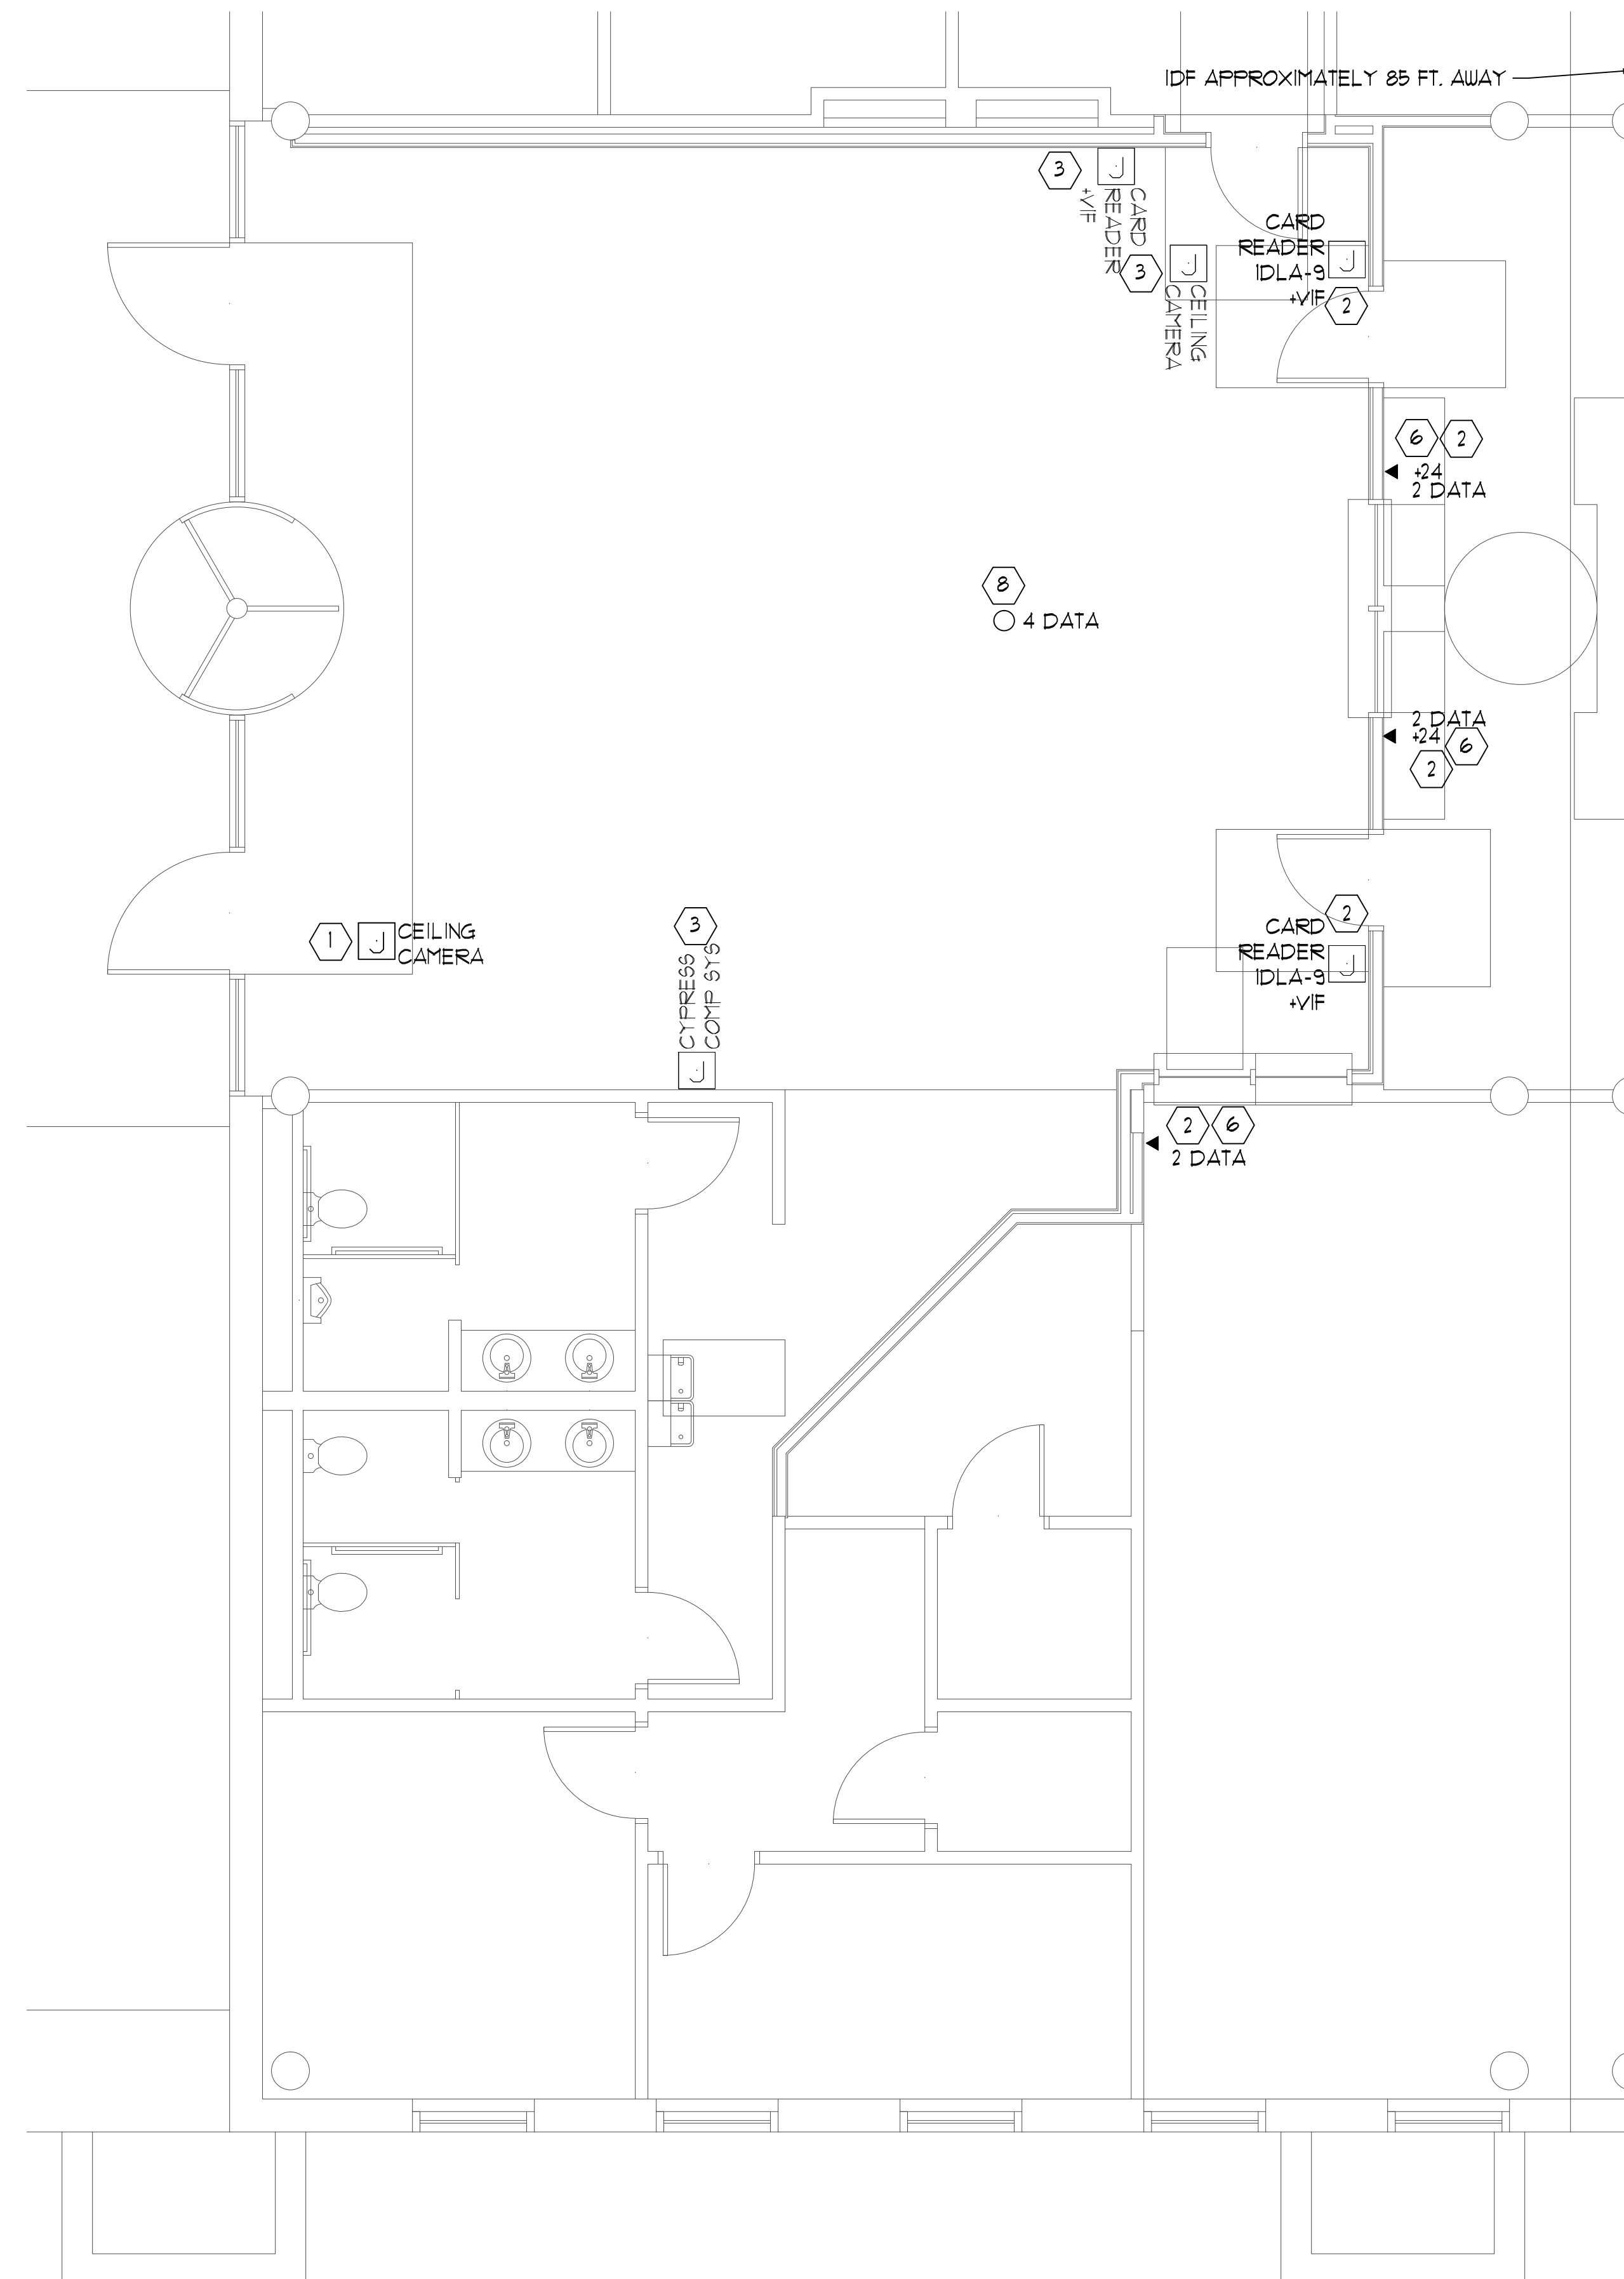 IDF APPROXIMATELY 85 FT. AWAY
3
J
CARD
READER
+VIF
3
J
CEILING
CAMERA
CARD
READER
IDLA-9
+VIF
J
2
6
2
+24
2 DATA
8
4 DATA
2 DATA
+24
6
2
1
J
CEILING
CAMERA
3
CYPRESS
COMP SYS
J
2
CARD
READER
IDLA-9
+VIF
J
2
6
2 DATA